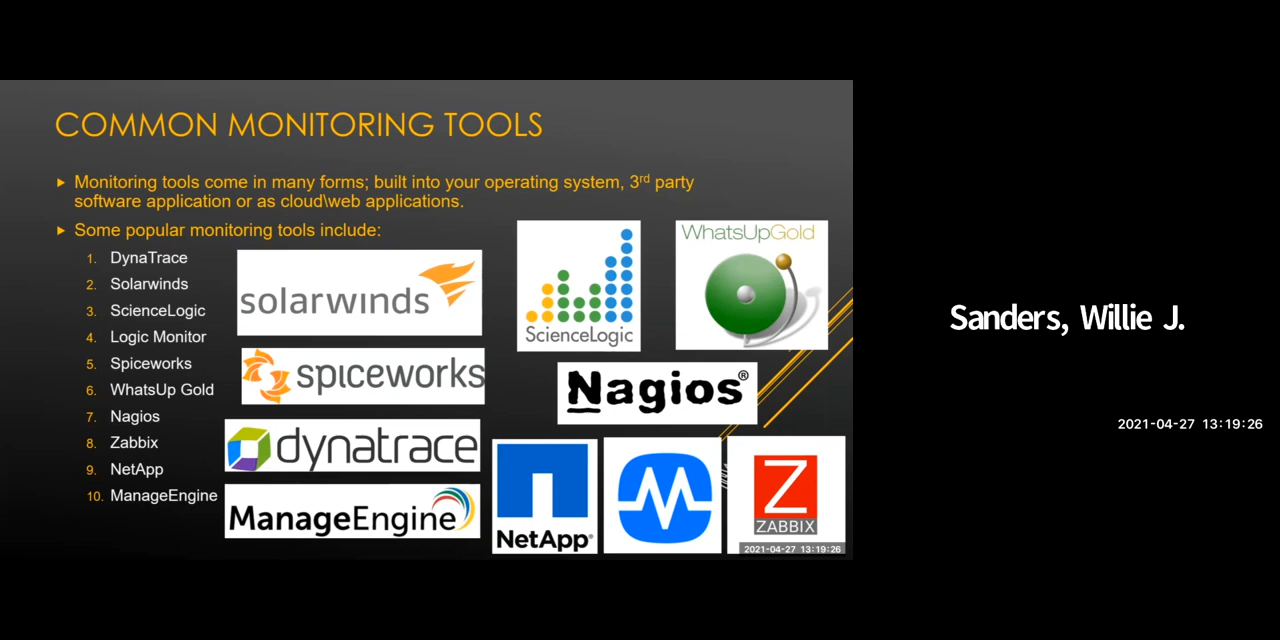 COMMON MONITORING TOOLS
Monitoring tools come in many forms; built into your operating system, 3rd party
software application or as cloud\web applications.
Some popular monitoring tools include:
1. DynaTrace
2. Solarwinds
3. ScienceLogic
4. Logic Monitor
5. Spiceworks
6. WhatsUp Gold
7. Nagios
8. Zabbix
9. NetApp
10. ManageEngine
solarwinds
spiceworks
dynatrace
ManageEngine
ScienceLogic
WhatsUpGold
Nagios®
NetApp®
Z
ZABBIX
2021-04-27 13:19:26
Sanders, Willie J.
2021-04-27 13:19:26